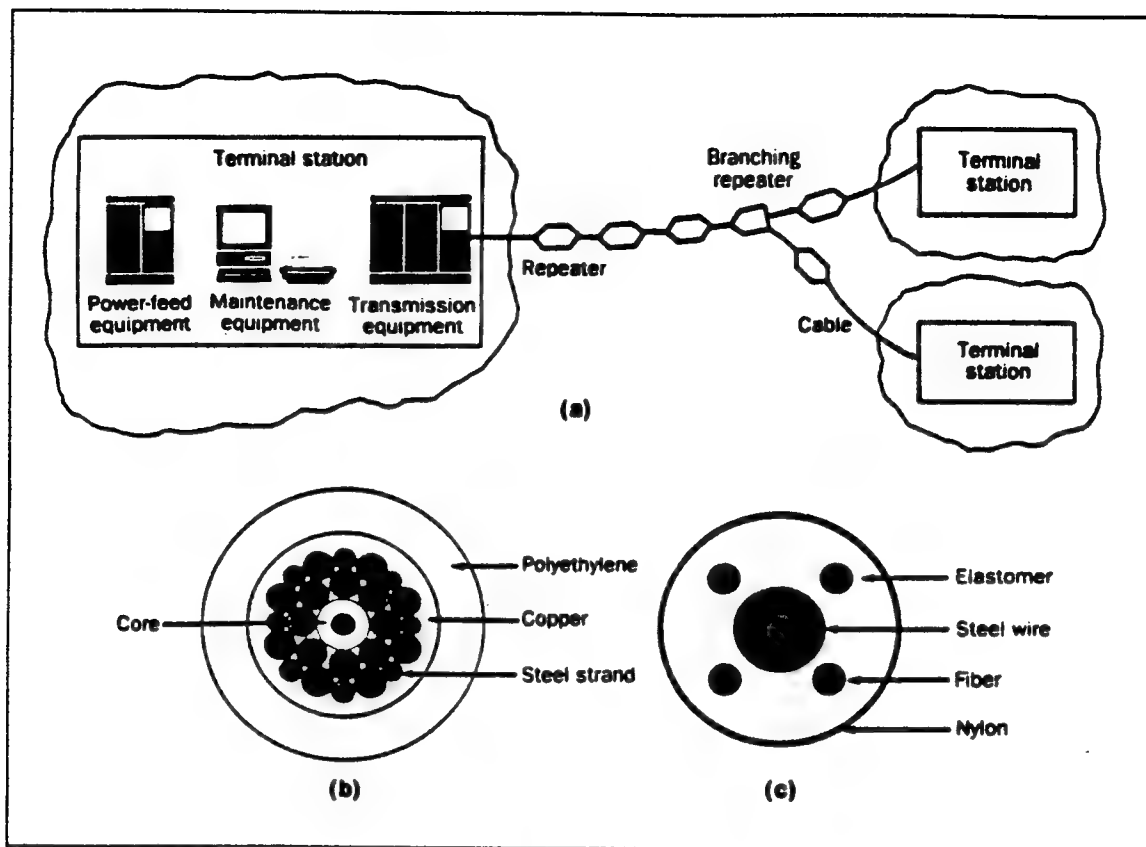 Terminal station
Power-feed
equipment
Maintenance
equipment
Transmission
equipment
Repeater
Branching
repeater
Cable
Terminal
station
Terminal
station
(a)
Core
Polyethylene
Copper
Steel strand
(b)
Elastomer
Steel wire
Fiber
Nylon
(c)